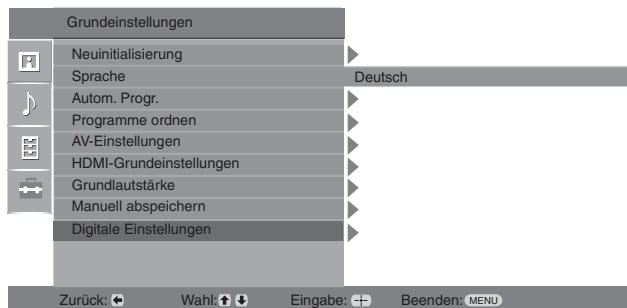 Grundeinstellungen
Neuinitialisierung
Sprache Deutsch
Autom. Progr.
Programme ordnen
AV-Einstellungen
HDMI-Grundeinstellungen
Grundlautstärke
Manuell abspeichern
Digitale Einstellungen
Zurück: Wahl: Eingabe: Beenden: MENU